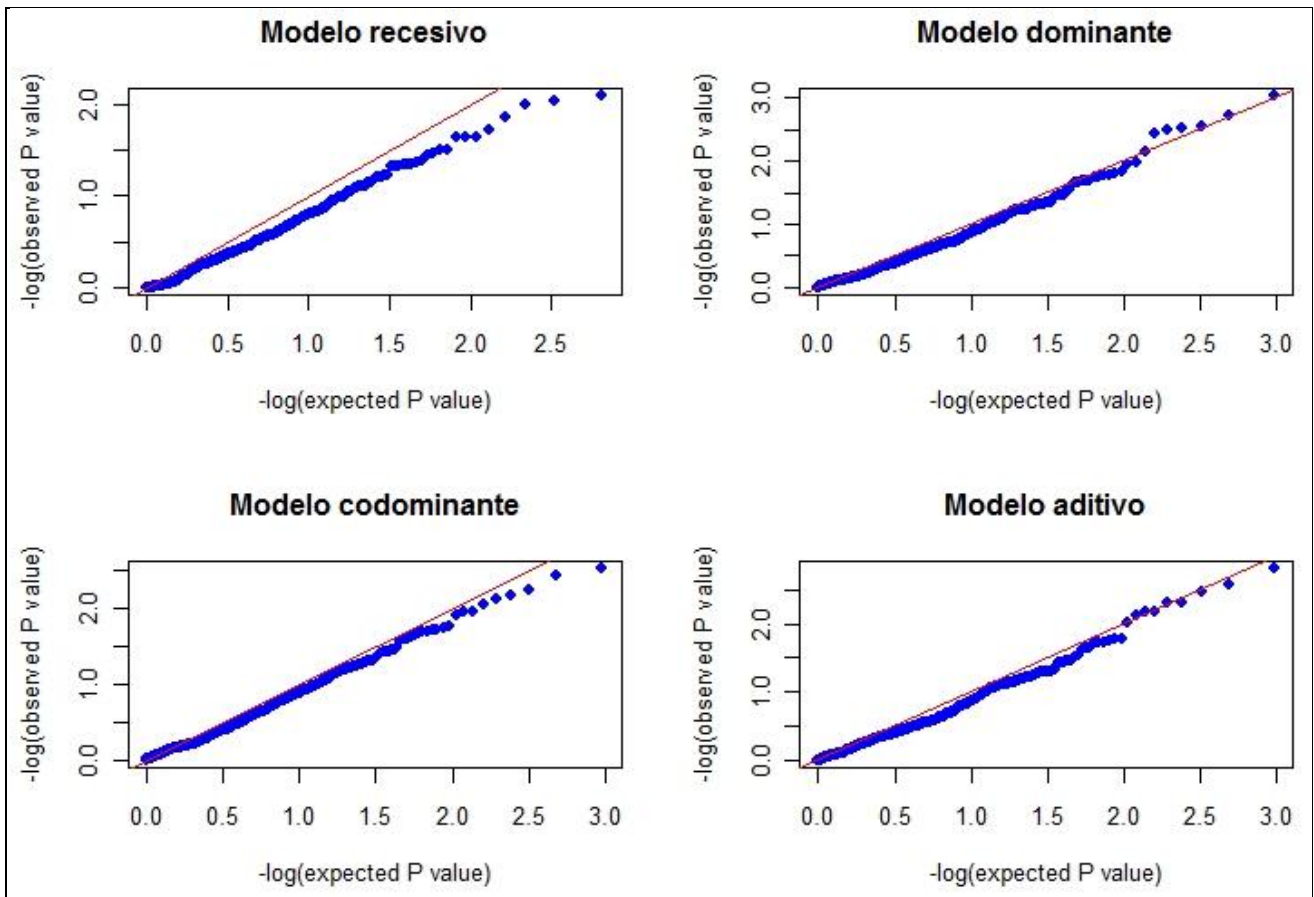 Modelo recesivo
-log(observed P value)
0.0 1.0 2.0
0.0 0.5 1.0 1.5 2.0 2.5
-log(expected P value)
Modelo dominante
-log(observed P value)
0.0 1.0 2.0 3.0
0.0 0.5 1.0 1.5 2.0 2.5 3.0
-log(expected P value)
Modelo codominante
-log(observed P value)
0.0 1.0 2.0
0.0 0.5 1.0 1.5 2.0 2.5 3.0
-log(expected P value)
Modelo aditivo
-log(observed P value)
0.0 1.0 2.0
0.0 0.5 1.0 1.5 2.0 2.5 3.0
-log(expected P value)